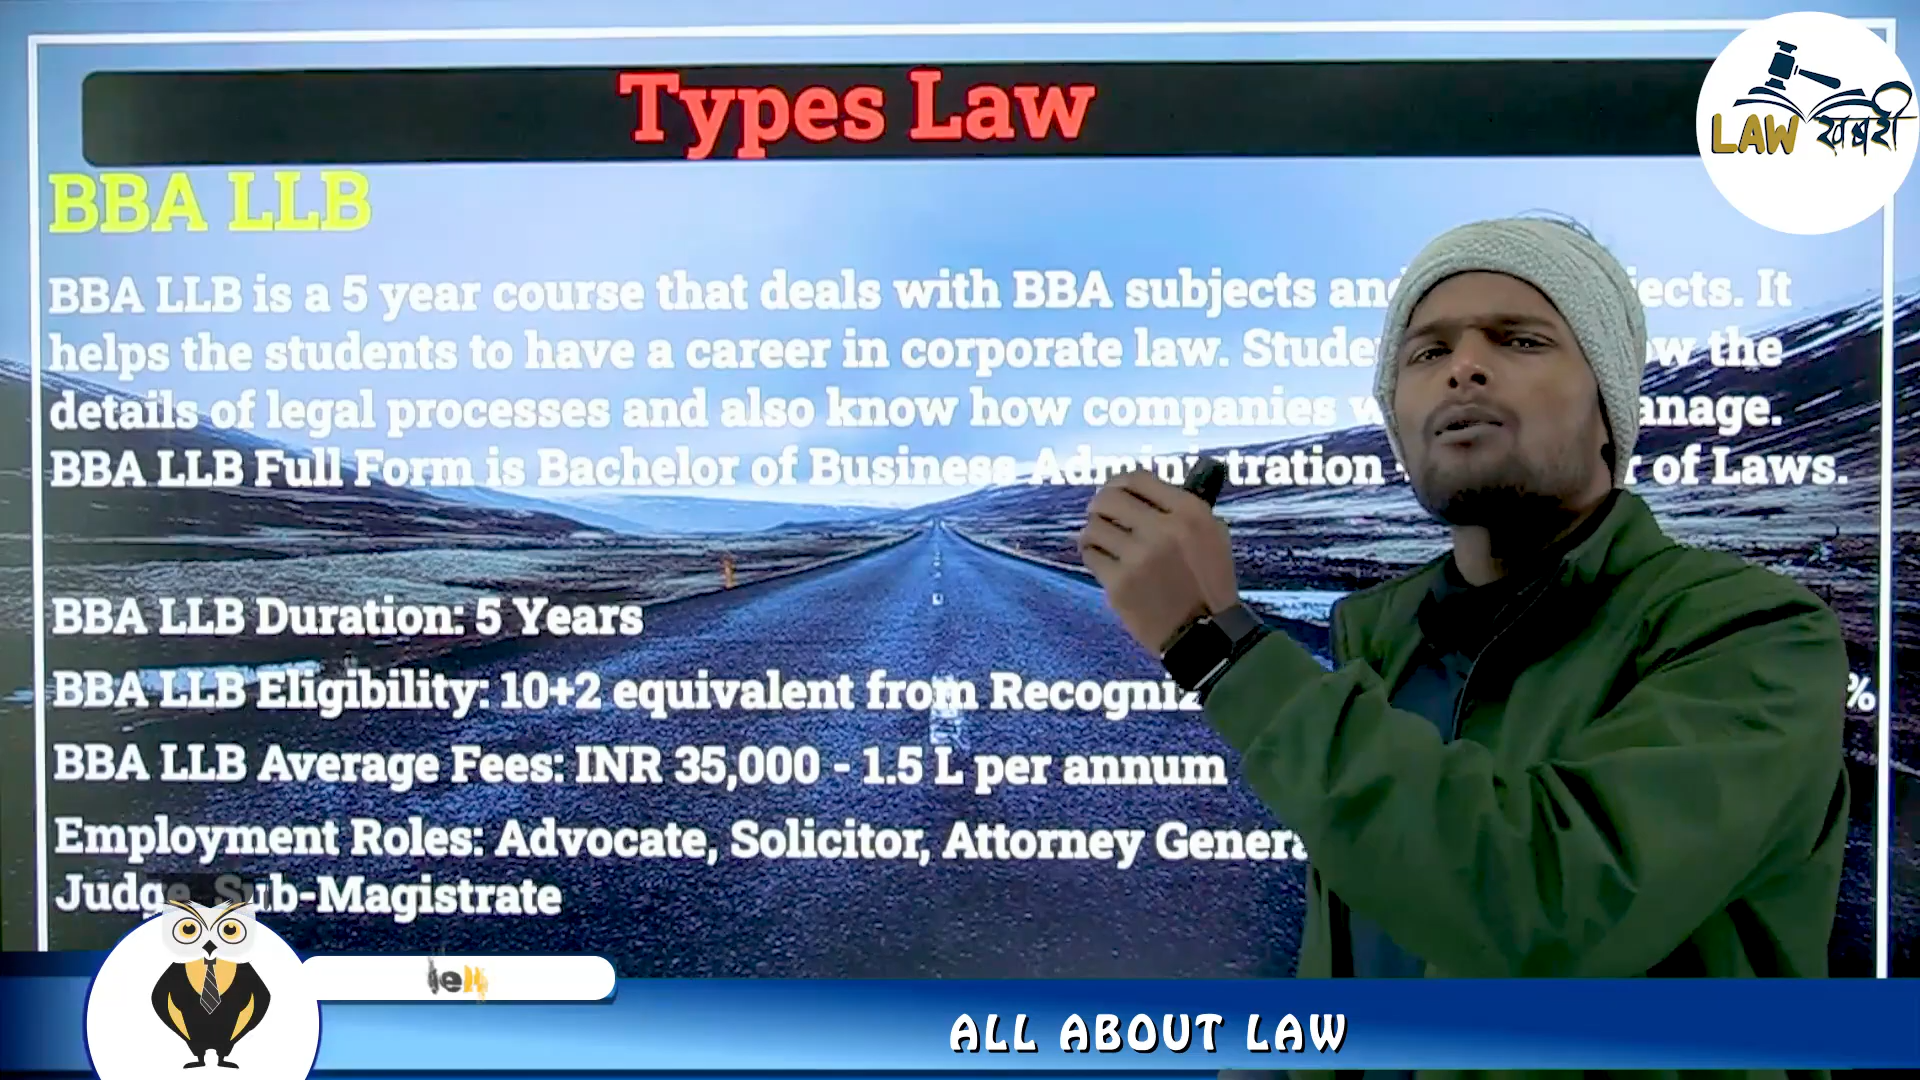 Types Law
LAW खबरी
BBA LLB
BBA LLB is a 5 year course that deals with BBA subjects It
helps the students to have a career in corporate law. the
details of legal processes and also know how companies
BBA LLB Full Form is Bachelor of Business Administration of Laws.
BBA LLB Duration: 5 Years
BBA LLB Eligibility: 10+2 equivalent from %
BBA LLB Average Fees: INR 35,000 - 1.5 L per annum
Employment Roles: Advocate, Solicitor, Attorney
Judge, Sub-Magistrate
ALL ABOUT LAW